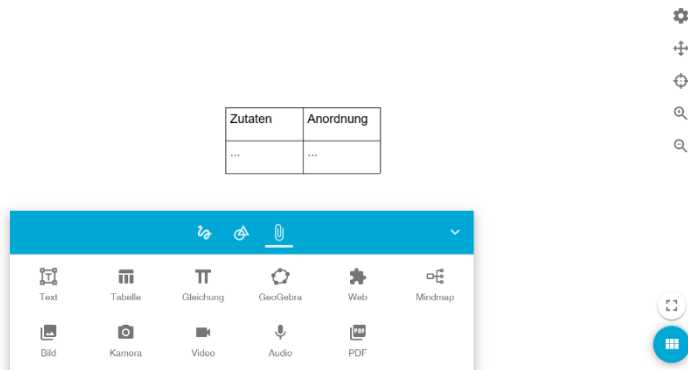 Zutaten Anordnung
... ...
Text Tabelle Gleichung GeoGebra Web Mindmap
Bild Kamera Video Audio PDF